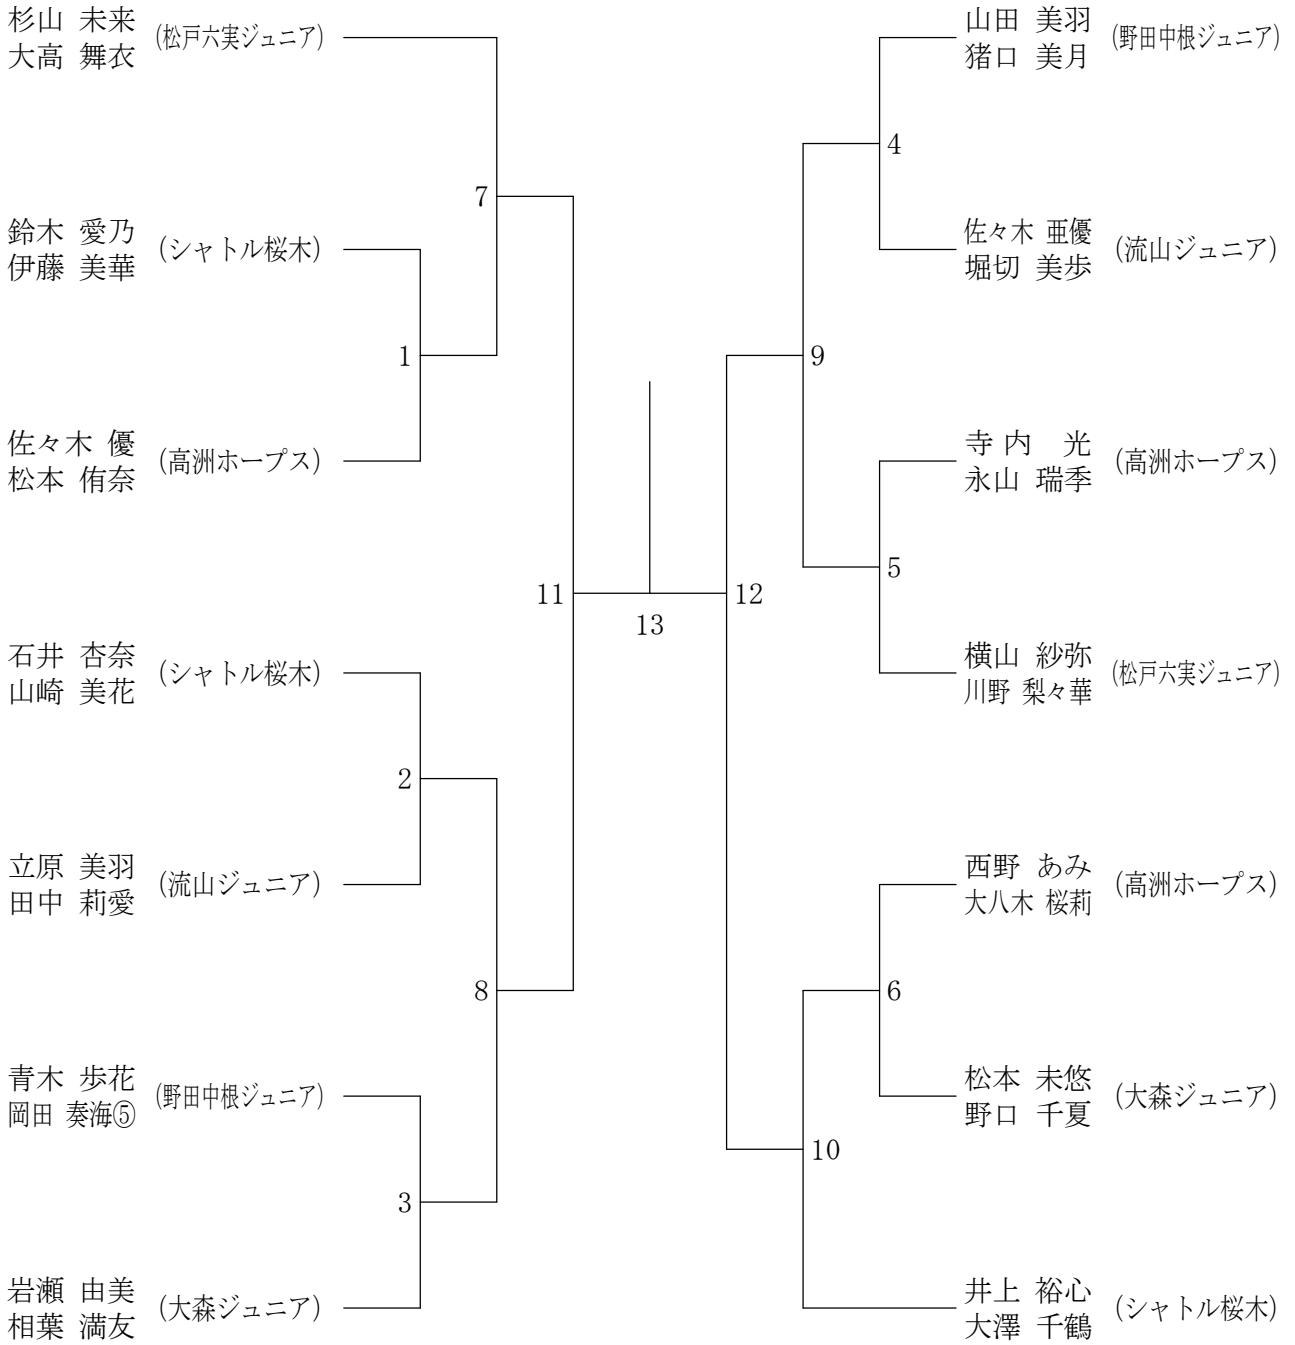 杉山 未来
大高 舞衣
(松戸六実ジュニア)
鈴木 愛乃
伊藤 美華
(シャトル桜木)
佐々木 優
松本 侑奈
(高洲ホープス)
石井 杏奈
山崎 美花
(シャトル桜木)
立原 美羽
田中 莉愛
(流山ジュニア)
青木 歩花
岡田 奏海⑤
(野田中根ジュニア)
岩瀬 由美
相葉 満友
(大森ジュニア)
7
1
2
8
3
11
13
12
4
9
5
6
10
山田 美羽
猪口 美月
(野田中根ジュニア)
佐々木 亜優
堀切 美歩
(流山ジュニア)
寺内 光
永山 瑞季
(高洲ホープス)
横山 紗弥
川野 梨々華
(松戸六実ジュニア)
西野 あみ
大八木 桜莉
(高洲ホープス)
松本 未悠
野口 千夏
(大森ジュニア)
井上 裕心
大澤 千鶴
(シャトル桜木)